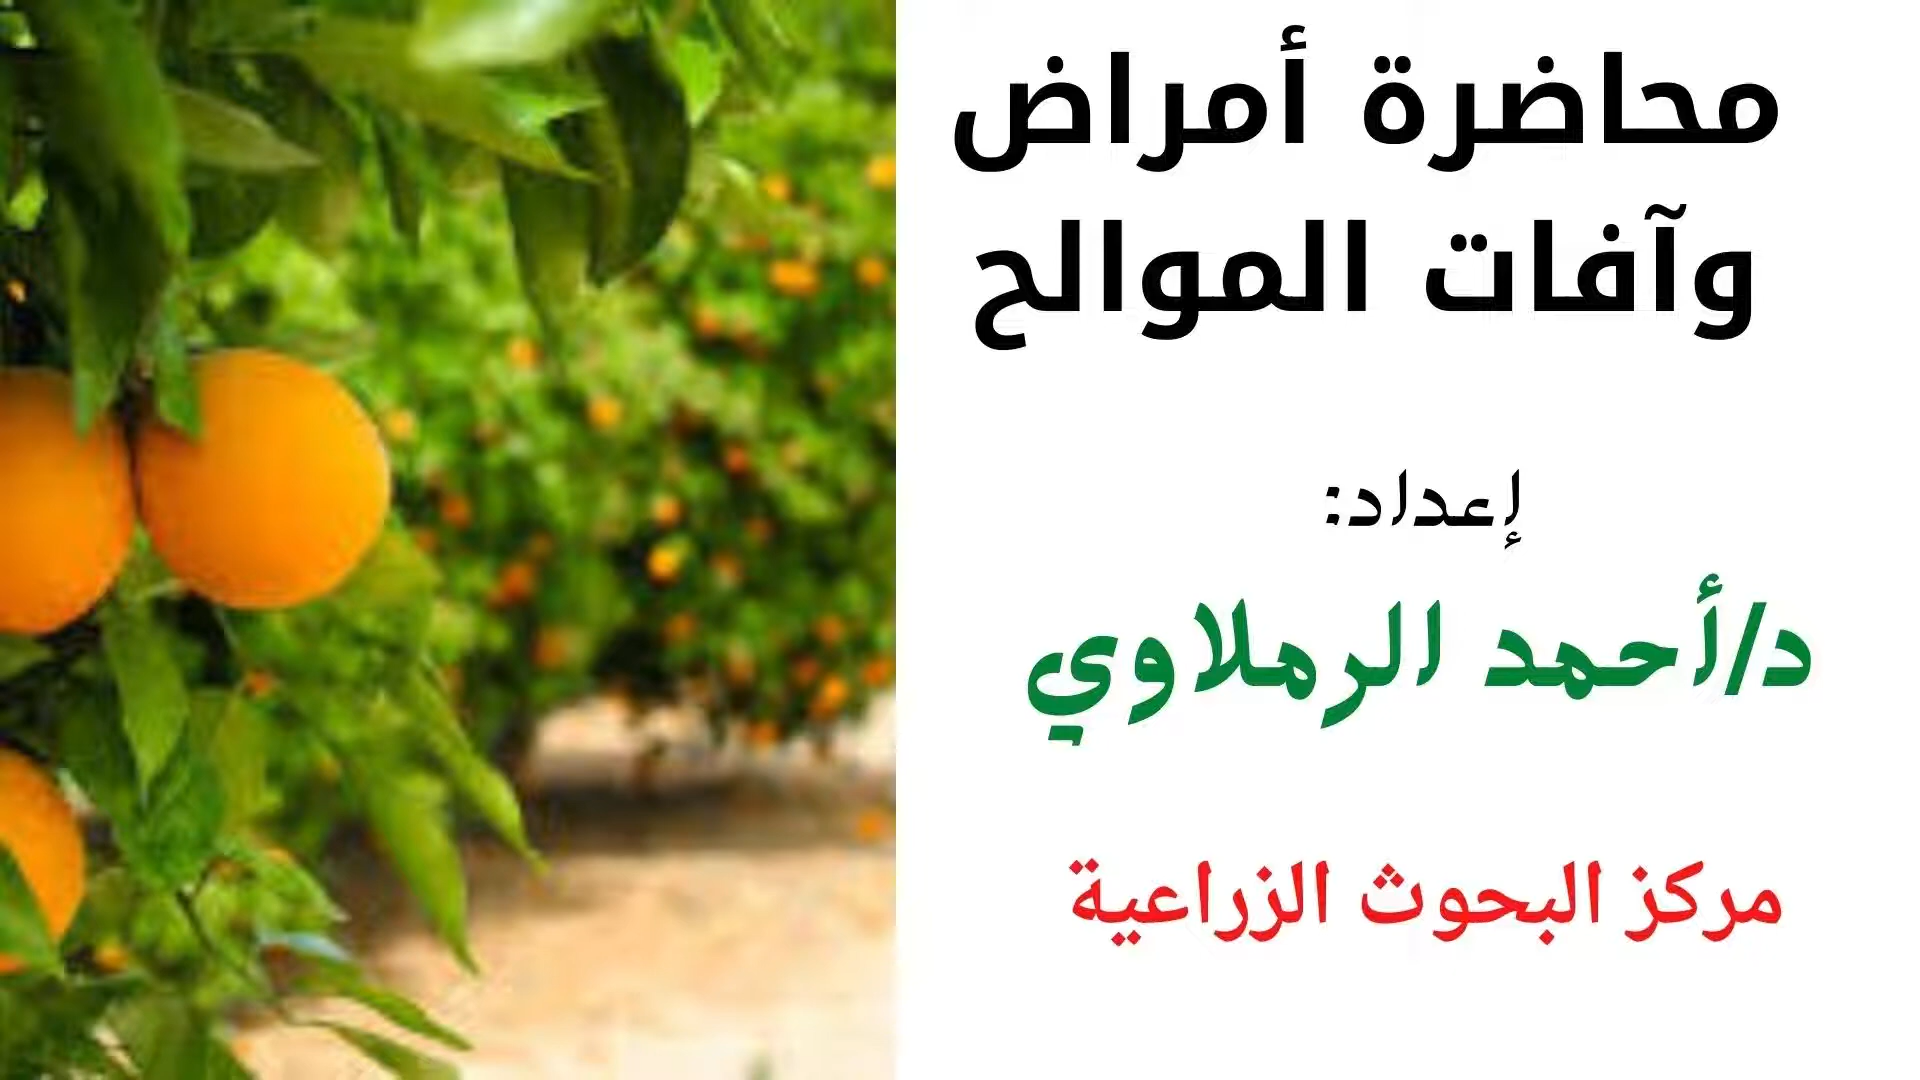 محاضرة أمراض
وآفات الموالح
إعداد:
د/أحمد الرملاوي
مركز البحوث الزراعية